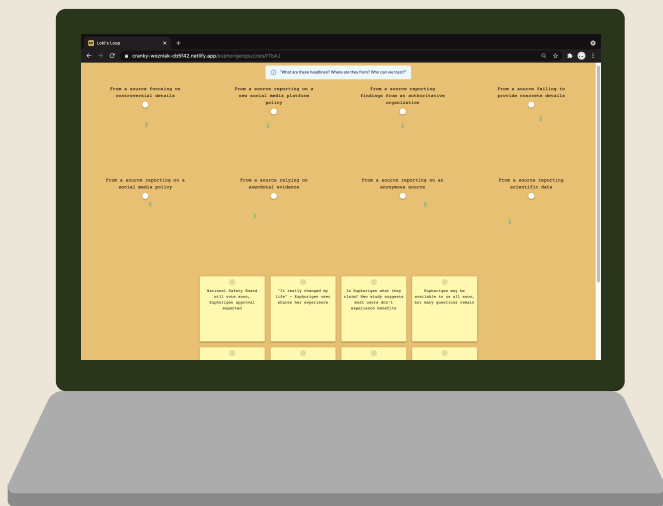 Loki's Loop
cranky-wozniak-cb5f42.netlify.app/euphorigen/puzzles/
"What are these headlines? Where are they from? Who can we trust?"
From a source focusing on
controversial details
From a source reporting on a
new social media platform
policy
From a source reporting
findings from an authoritative
organization
From a source failing to
provide concrete details
From a source reporting on a
social media policy
From a source relying on
anecdotal evidence
From a source reporting on an
anonymous source
From a source reporting
scientific data
National Safety Board
will vote soon,
Euphorigen approval
expected
"It really changed my
life" - Euphorigen user
shares her experience
Is Euphorigen what they
claim? New study suggests
most users don't
experience benefits
Euphorigen may be
available to us all soon,
but many questions remain